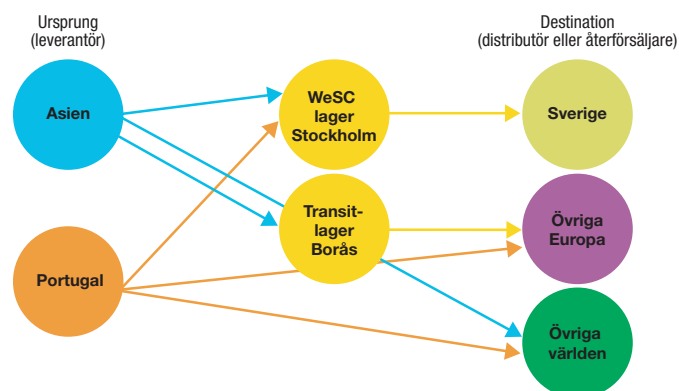 Ursprung
(leverantör)
Destination
(distributör eller återförsäljare)
Asien
WeSC
lager
Stockholm
Sverige
Transit-
lager
Borås
Övriga
Europa
Portugal
Övriga
världen